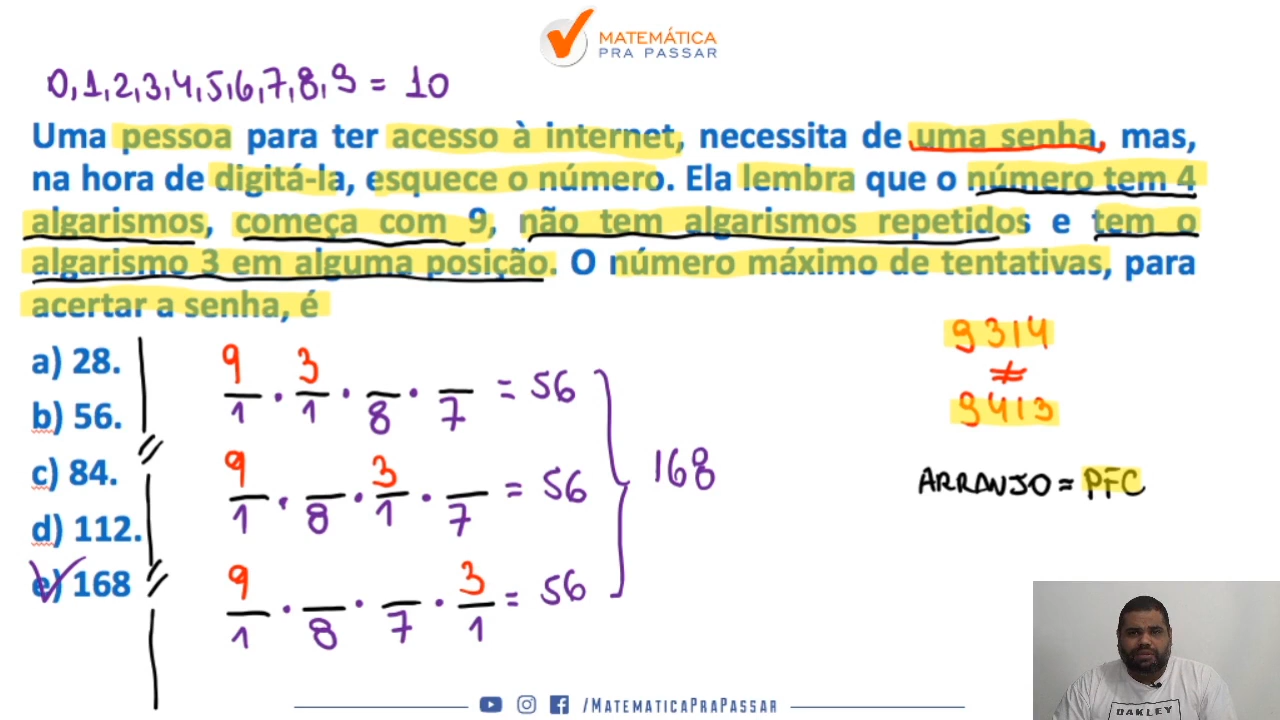 MATEMÁTICA
PRA PASSAR
0,1,2,3,4,5,6,7,8,9 = 10
Uma pessoa para ter acesso à internet, necessita de uma senha, mas,
na hora de digitá-la, esquece o número. Ela lembra que o número tem 4
algarismos, começa com 9, não tem algarismos repetidos e tem o
algarismo 3 em alguma posição. O número máximo de tentativas, para
acertar a senha, é
a) 28.
b) 56.
c) 84.
d) 112.
e) 168
9 3
1 · 1 · 8 · 7 = 56
9 3
1 · 8 · 1 · 7 = 56
9 3
1 · 8 · 7 · 1 = 56
168
9314
≠
9413
ARRANJO = PFC
OAKLEY
/MATEMATICAPRAPASSAR